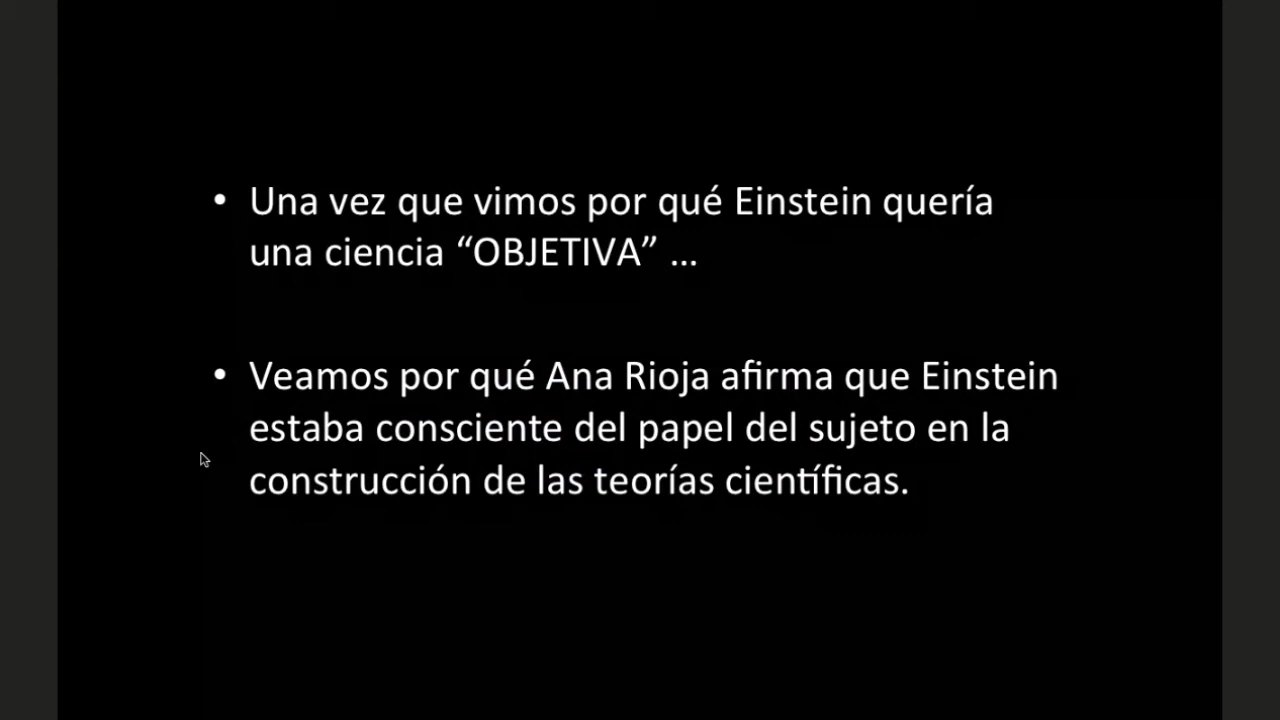 • Una vez que vimos por qué Einstein quería
una ciencia “OBJETIVA” ...
• Veamos por qué Ana Rioja afirma que Einstein
estaba consciente del papel del sujeto en la
construcción de las teorías científicas.